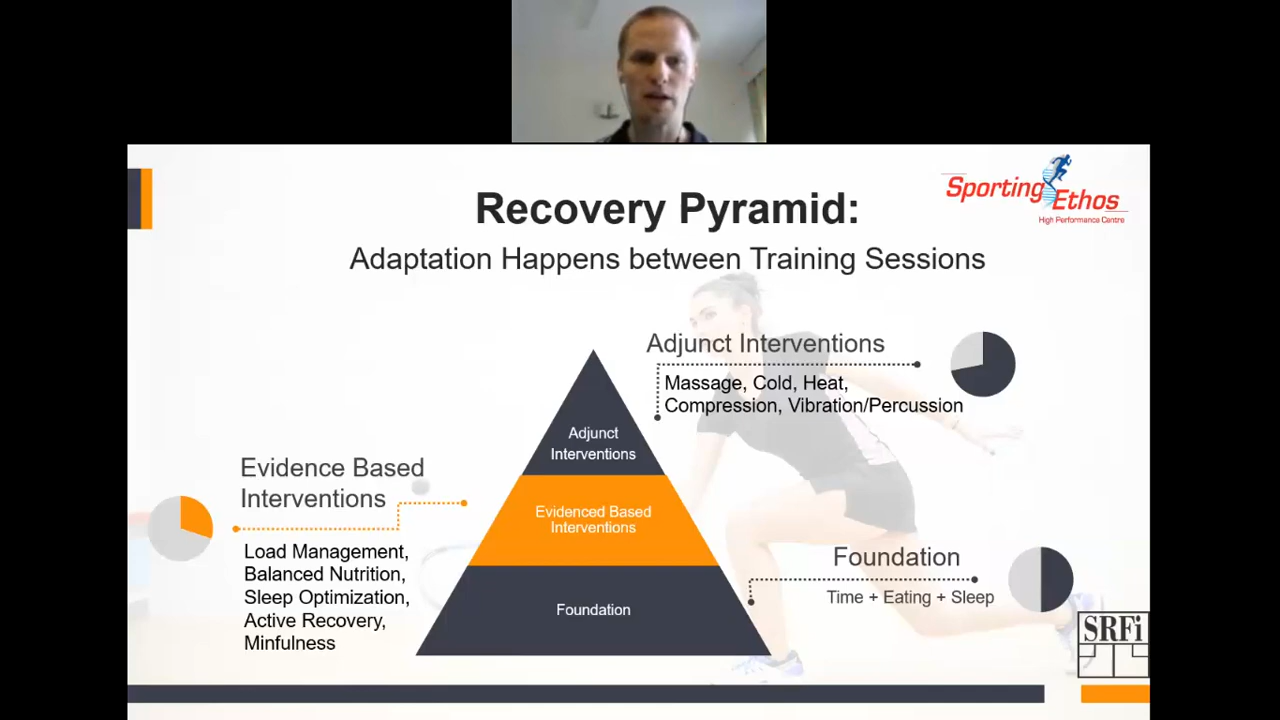 Sporting Ethos
High Performance Centre
Recovery Pyramid:
Adaptation Happens between Training Sessions
Adjunct Interventions
Massage, Cold, Heat,
Compression, Vibration/Percussion
Adjunct
Interventions
Evidence Based
Interventions
Load Management,
Balanced Nutrition,
Sleep Optimization,
Active Recovery,
Minfulness
Evidenced Based
Interventions
Foundation
Time + Eating + Sleep
Foundation
SRFi